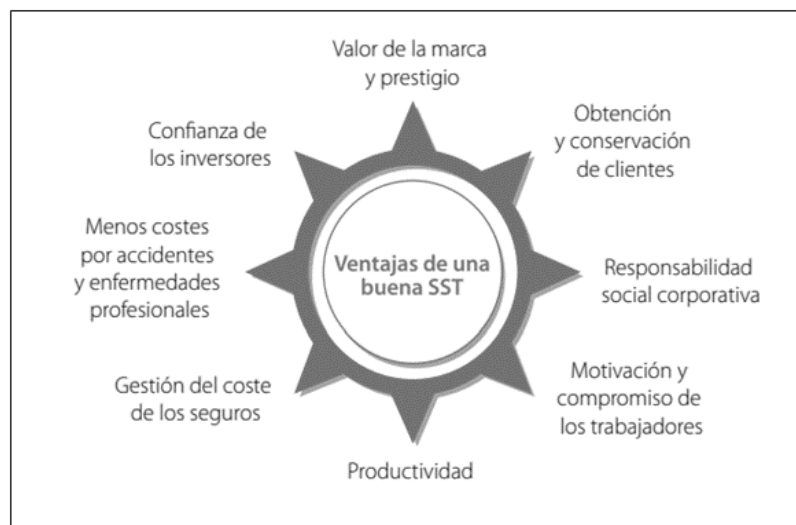 Valor de la marca
y prestigio
Obtención
y conservación
de clientes
Responsabilidad
social corporativa
Motivación y
compromiso de
los trabajadores
Productividad
Gestión del coste
de los seguros
Menos costes
por accidentes
y enfermedades
profesionales
Confianza de
los inversores
Ventajas de una
buena SST